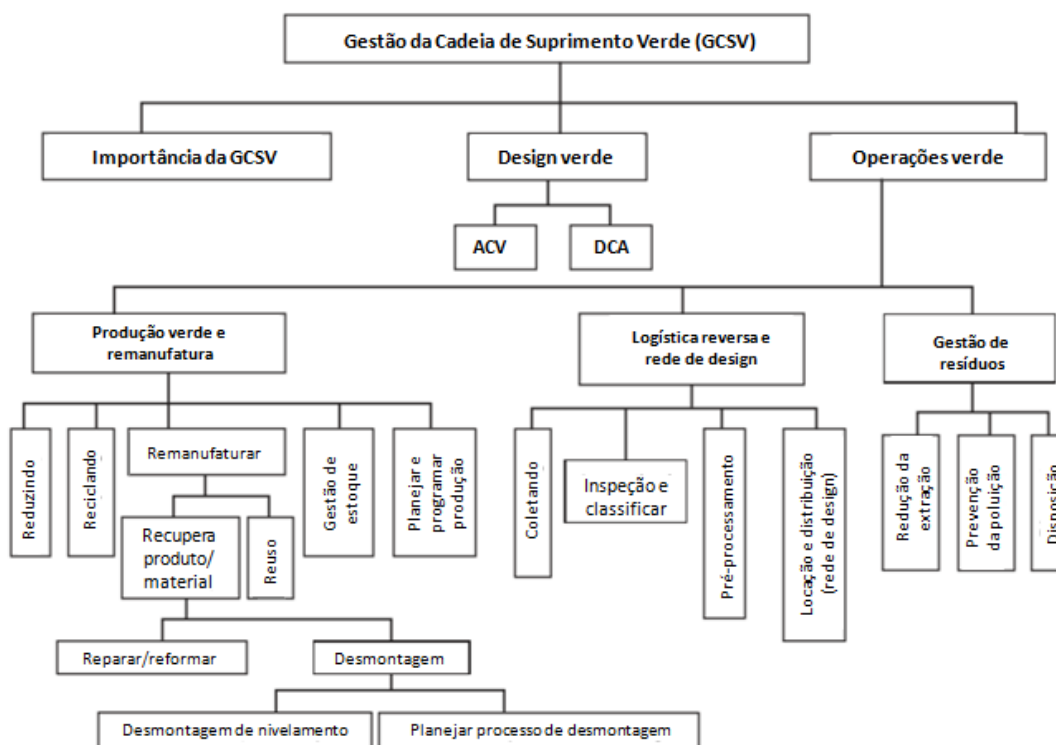 Gestão da Cadeia de Suprimento Verde (GCSV)
Importância da GCSV
Design verde
Operações verde
ACV
DCA
Produção verde e
remanufatura
Logística reversa e
rede de design
Gestão de
resíduos
Reduzindo
Reciclando
Remanufaturar
Gestão de
estoque
Planejar e
programar
produção
Coletando
Inspeção e
classificar
Pré-processamento
Locação e distribuição
(rede de design)
Redução da
extração
Prevenção
da poluição
Disposição
Recupera
produto/
material
Reuso
Reparar/reformar
Desmontagem
Desmontagem de nivelamento
Planejar processo de desmontagem